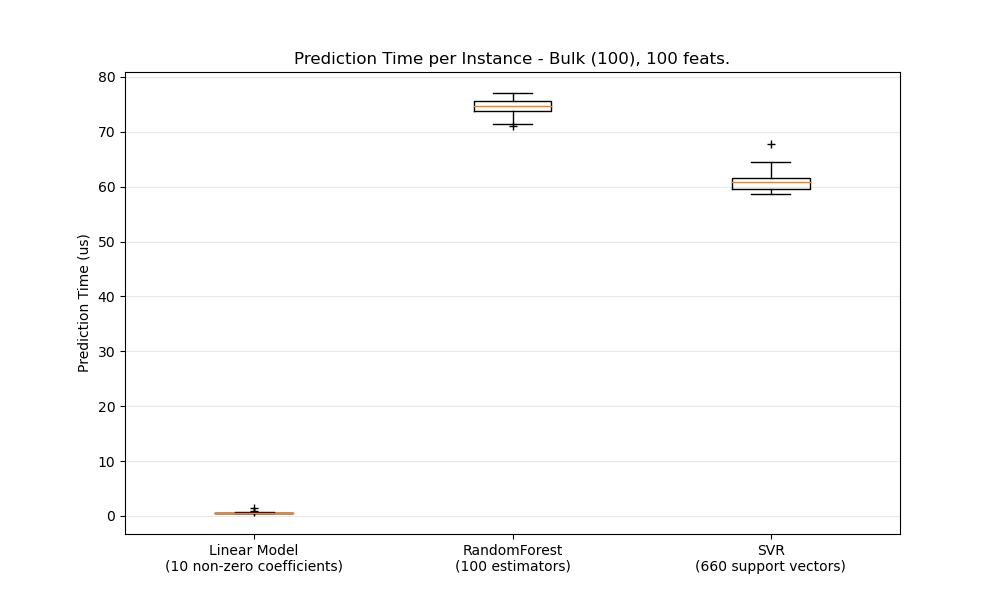 Prediction Time per Instance - Bulk (100), 100 feats.
80
70
60
50
40
30
20
10
0
Prediction Time (us)
Linear Model
(10 non-zero coefficients)
RandomForest
(100 estimators)
SVR
(660 support vectors)